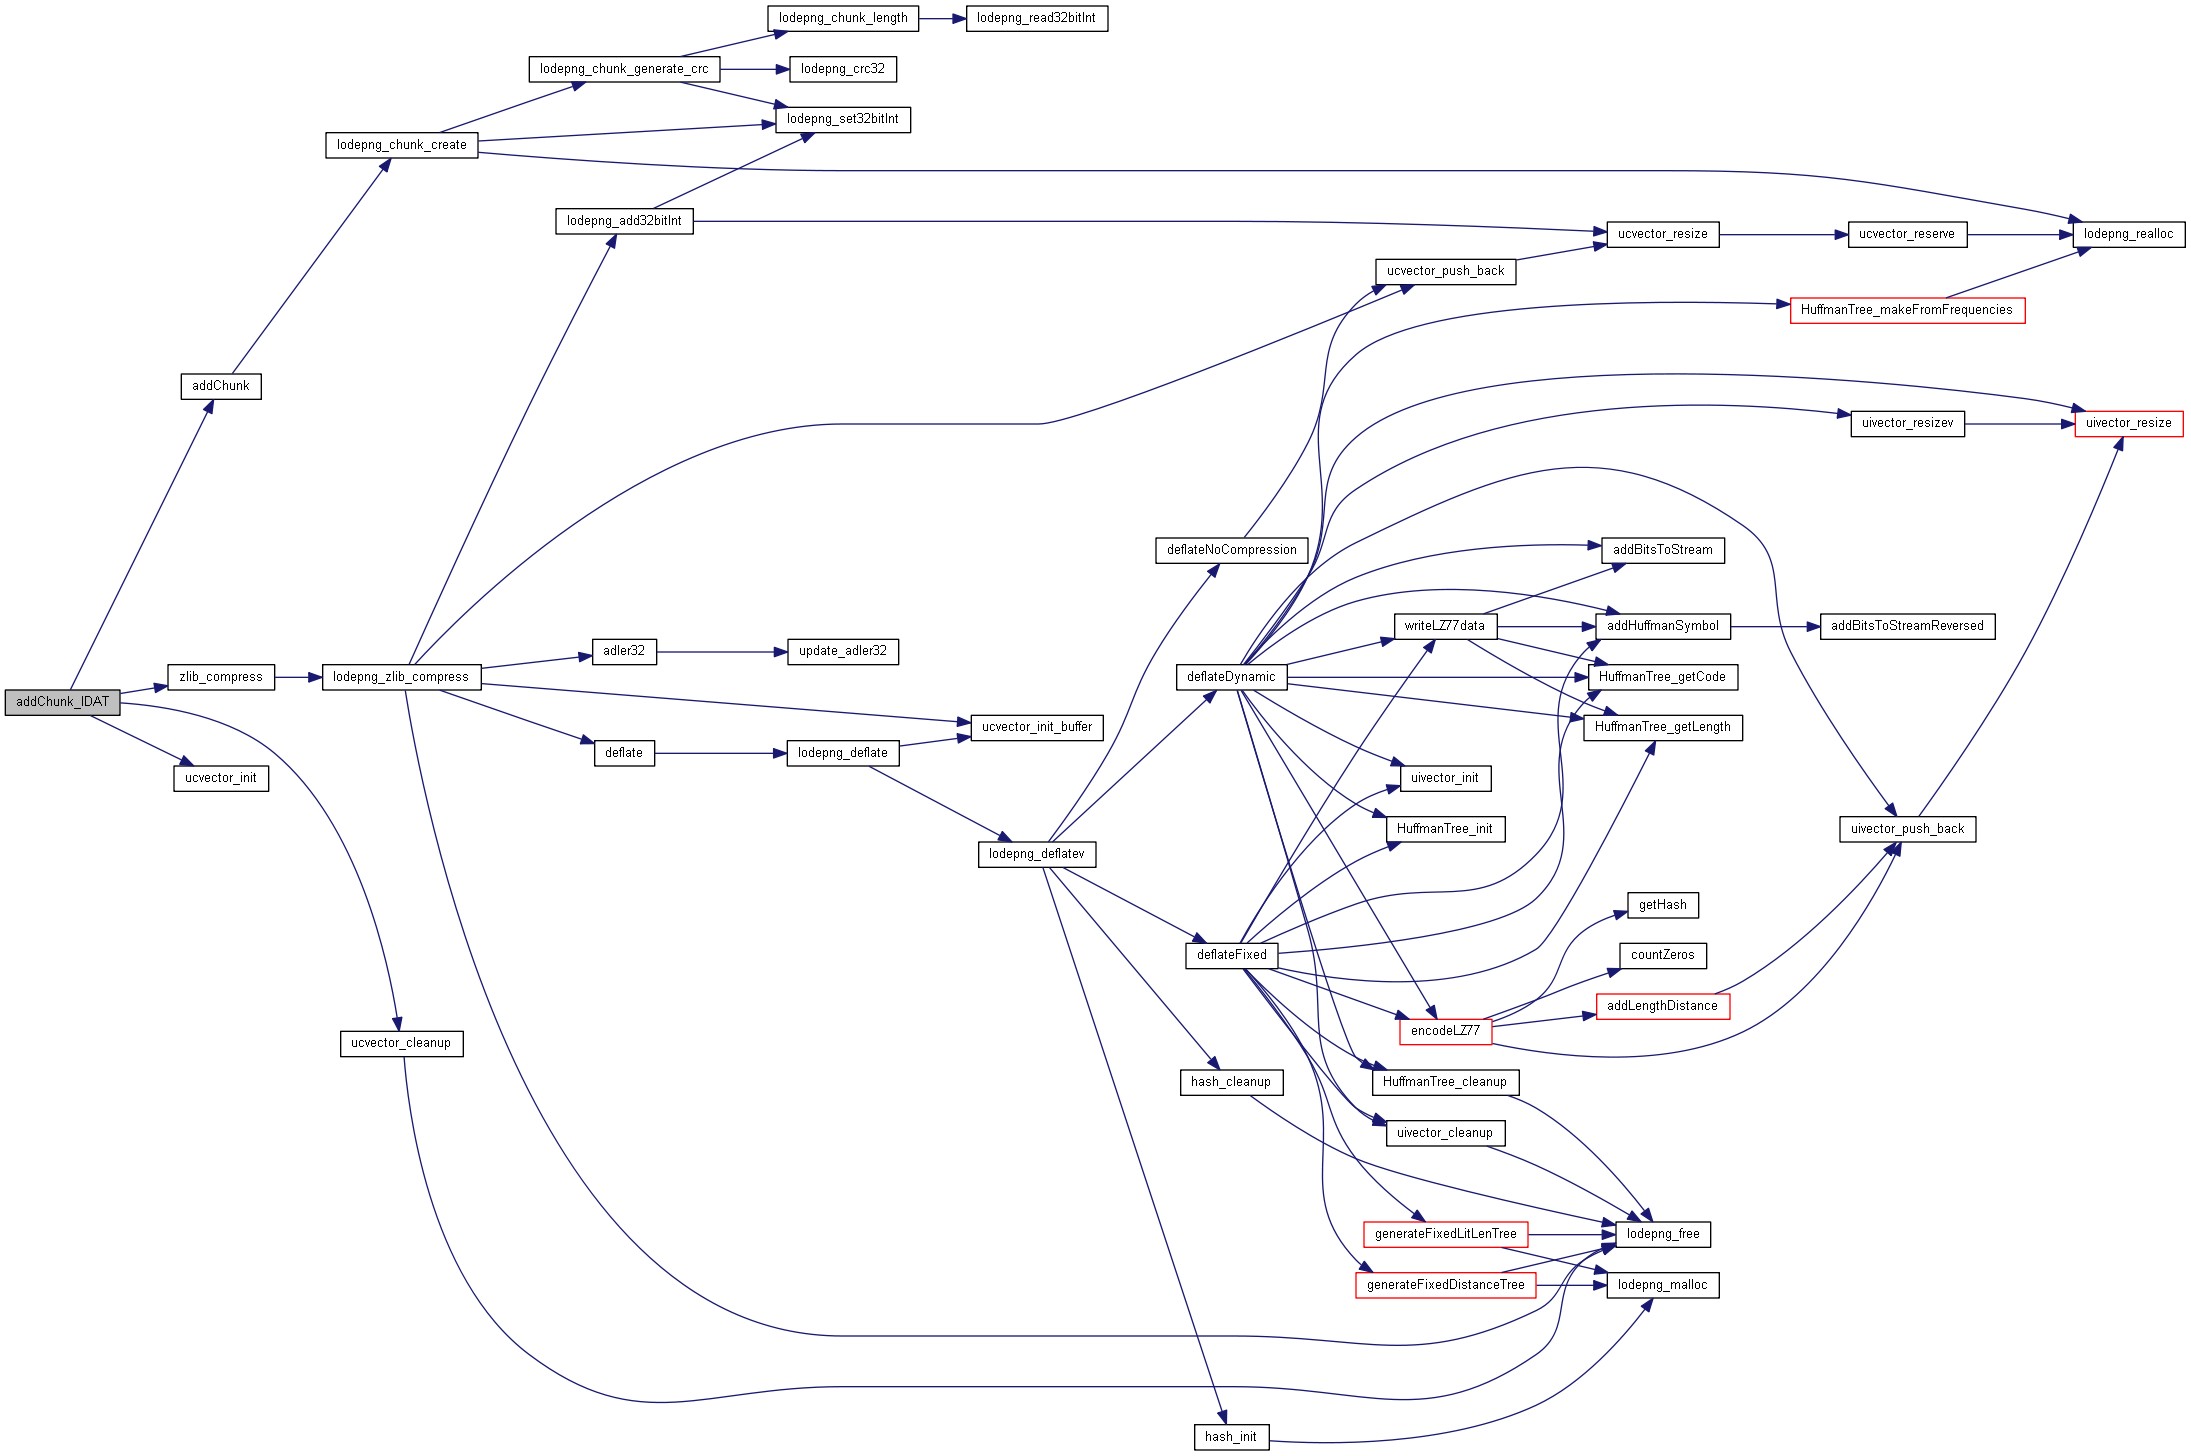 lodepng_chunk_length
lodepng_read32bitInt
lodepng_chunk_generate_crc
lodepng_crc32
lodepng_set32bitInt
lodepng_chunk_create
lodepng_add32bitInt
ucvector_resize
ucvector_reserve
lodepng_realloc
ucvector_push_back
HuffmanTree_makeFromFrequencies
addChunk
uivector_resizev
uivector_resize
deflateNoCompression
addBitsToStream
writeLZ77data
addHuffmanSymbol
addBitsToStreamReversed
adler32
update_adler32
zlib_compress
lodepng_zlib_compress
deflateDynamic
HuffmanTree_getCode
addChunk_IDAT
ucvector_init_buffer
HuffmanTree_getLength
deflate
lodepng_deflate
ucvector_init
uivector_init
HuffmanTree_init
uivector_push_back
lodepng_deflatev
getHash
deflateFixed
countZeros
addLengthDistance
encodeLZ77
ucvector_cleanup
hash_cleanup
HuffmanTree_cleanup
uivector_cleanup
generateFixedLitLenTree
lodepng_free
generateFixedDistanceTree
lodepng_malloc
hash_init